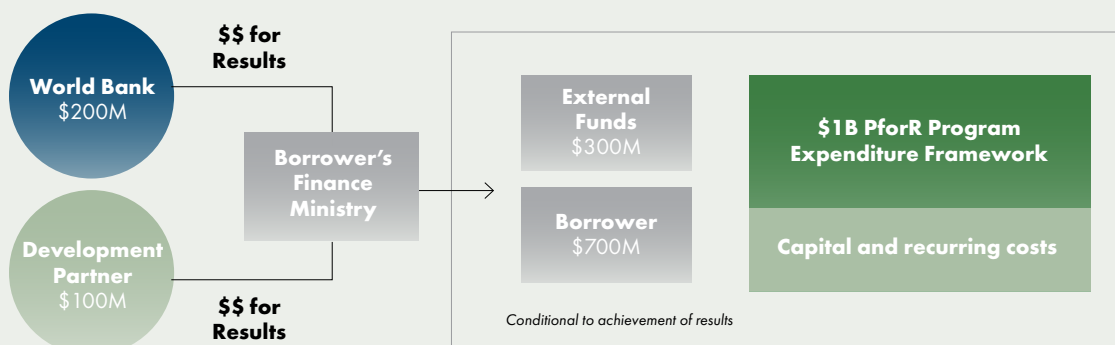 $$ for
Results
World Bank
$200M
Borrower's
Finance
Ministry
Development
Partner
$100M
$$ for
Results
External
Funds
$300M
Borrower
$700M
Conditional to achievement of results
$1B PforR Program
Expenditure Framework
Capital and recurring costs